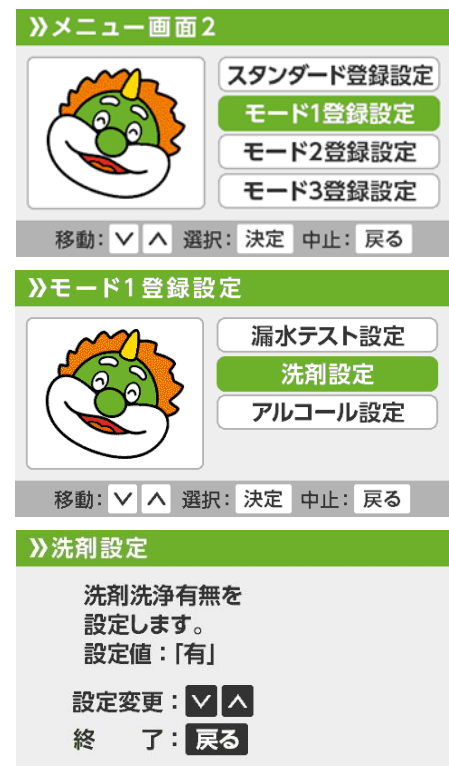 》メニュー画面2
スタンダード登録設定
モード1登録設定
モード2登録設定
モード3登録設定
移動: ∨ ∧ 選択: 決定 中止: 戻る
》モード1登録設定
漏水テスト設定
洗剤設定
アルコール設定
移動: ∨ ∧ 選択: 決定 中止: 戻る
》洗剤設定
洗剤洗浄有無を
設定します。
設定値：「有」
設定変更：∨ ∧
終　了：戻る